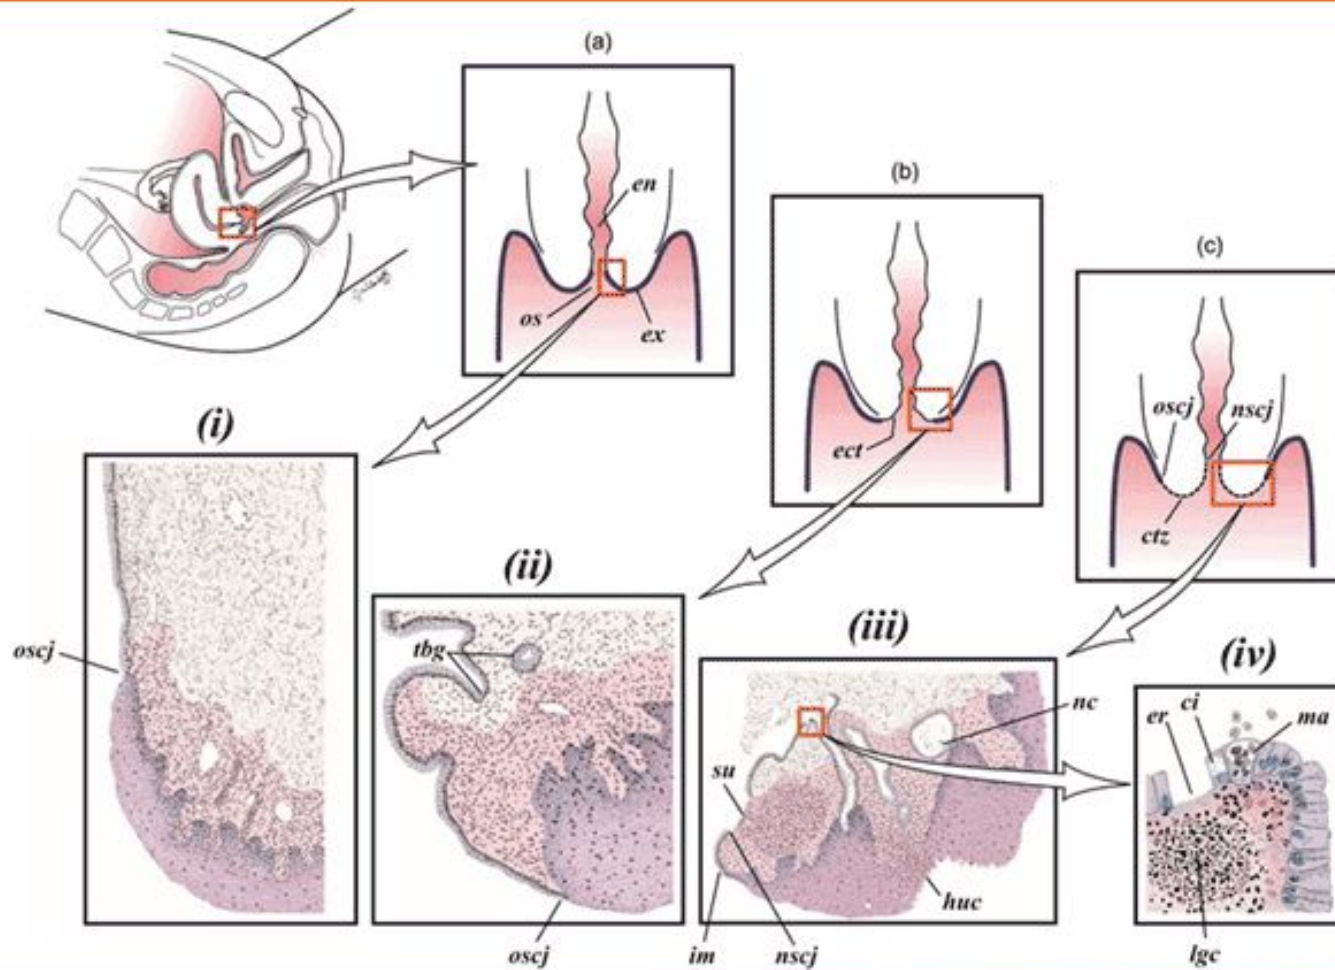 (a)
en
os
ex
(b)
ect
(c)
oscj
nscj
ctz
(i)
oscj
(ii)
tbg
oscj
(iii)
nc
su
im
nscj
huc
(iv)
er
ci
ma
lgc